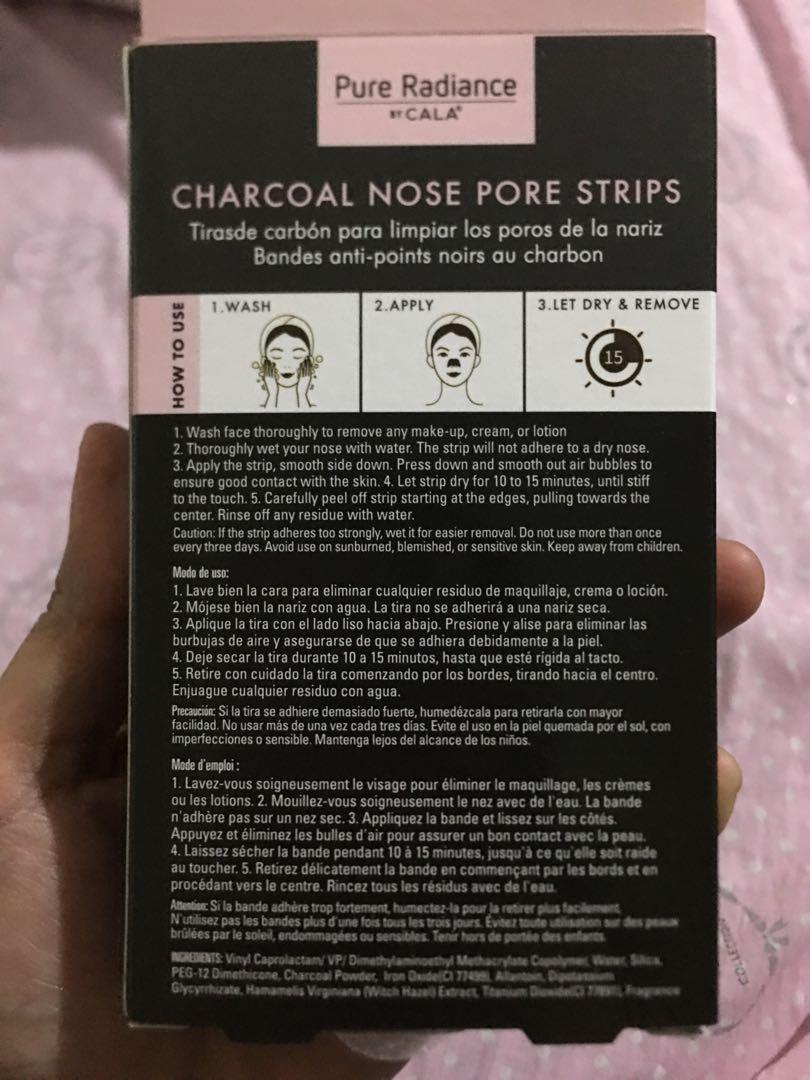 Pure Radiance
BY CALA®
CHARCOAL NOSE PORE STRIPS
Tirasde carbón para limpiar los poros de la nariz
Bandes anti-points noirs au charbon
HOW TO USE
1.WASH
2.APPLY
3.LET DRY & REMOVE
15
1. Wash face thoroughly to remove any make-up, cream, or lotion
2. Thoroughly wet your nose with water. The strip will not adhere to a dry nose.
3. Apply the strip, smooth side down. Press down and smooth out air bubbles to
ensure good contact with the skin. 4. Let strip dry for 10 to 15 minutes, until stiff
to the touch. 5. Carefully peel off strip starting at the edges, pulling towards the
center. Rinse off any residue with water.
Caution: If the strip adheres too strongly, wet it for easier removal. Do not use more than once
every three days. Avoid use on sunburned, blemished, or sensitive skin. Keep away from children.
Modo de uso:
1. Lave bien la cara para eliminar cualquier residuo de maquillaje, crema o loción.
2. Mójese bien la nariz con agua. La tira no se adherirá a una nariz seca.
3. Aplique la tira con el lado liso hacia abajo. Presione y alise para eliminar las
burbujas de aire y asegurarse de que se adhiera debidamente a la piel.
4. Deje secar la tira durante 10 a 15 minutos, hasta que esté rígida al tacto.
5. Retire con cuidado la tira comenzando por los bordes, tirando hacia el centro.
Enjuague cualquier residuo con agua.
Precaución: Si la tira se adhiere demasiado fuerte, humedézcala para retirarla con mayor
facilidad. No usar más de una vez cada tres días. Evite el uso en la piel quemada por el sol, con
imperfecciones o sensible. Mantenga lejos del alcance de los niños.
Mode d'emploi :
1. Lavez-vous soigneusement le visage pour éliminer le maquillage, les crèmes
ou les lotions. 2. Mouillez-vous soigneusement le nez avec de l'eau. La bande
n'adhère pas sur un nez sec. 3. Appliquez la bande et lissez sur les côtés.
Appuyez et éliminez les bulles d'air pour assurer un bon contact avec la peau.
4. Laissez sécher la bande pendant 10 à 15 minutes, jusqu'à ce qu'elle soit raide
au toucher. 5. Retirez délicatement la bande en commençant par les bords et en
procédant vers le centre. Rincez tous les résidus avec de l'eau.
Attention: Si la bande adhère trop fortement, humectez-la pour la retirer plus facilement.
N'utilisez pas les bandes plus d'une fois tous les trois jours. Évitez toute utilisation sur des peaux
brûlées par le soleil, endommagées ou sensibles. Tenir hors de portée des enfants.
INGREDIENTS: Vinyl Caprolactam/ VP/ Dimethylaminoethyl Methacrylate Copolymer, Water, Silica,
PEG-12 Dimethicone, Charcoal Powder, Iron Oxide(CI 77499), Allantoin, Dipotassium
Glycyrrhizate, Hamamelis Virginiana (Witch Hazel) Extract, Titanium Dioxide(CI 77891), Fragrance